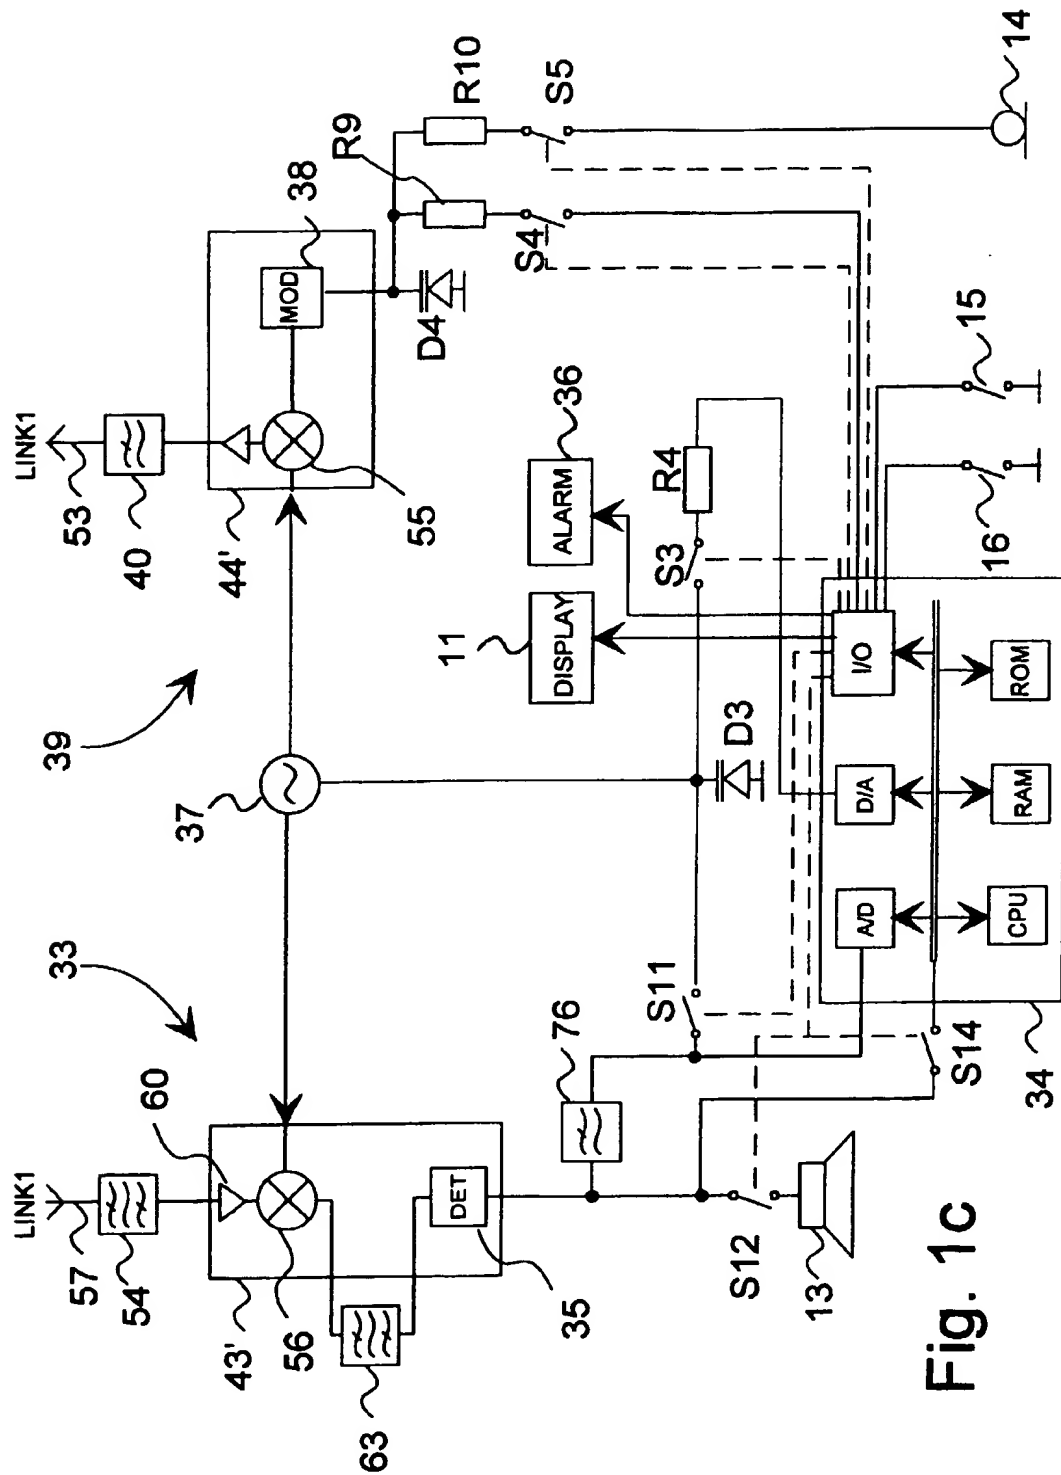 LINK1
57
54
60
43'
56
63
DET
35
33
39
37
LINK1
53
40
44'
55
MOD
38
D4
R9
R10
S4
S5
14
76
S11
S12
13
S14
34
D3
11
DISPLAY
ALARM
36
S3
R4
16
15
A/D
D/A
I/O
CPU
RAM
ROM
Fig. 1c